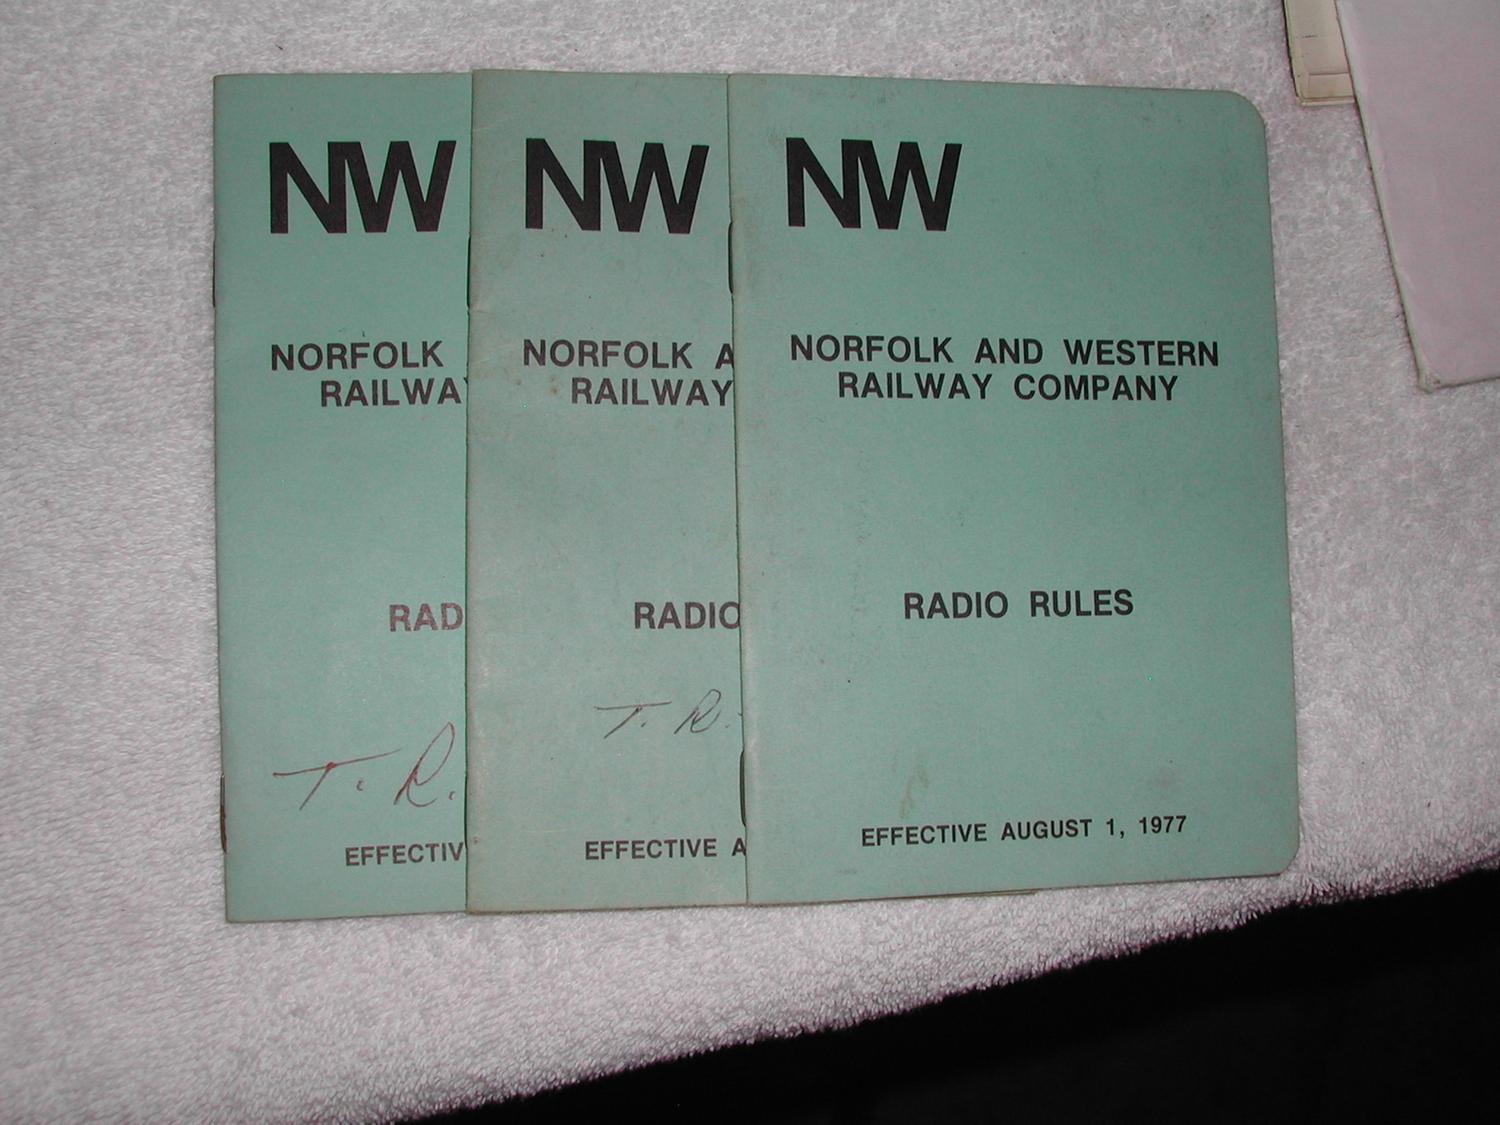 NW
NORFOLK
RAILWAY
RAD
T. R.
EFFECTIV
NW
NORFOLK A
RAILWAY
RADIO
T. R.
EFFECTIVE A
NW
NORFOLK AND WESTERN
RAILWAY COMPANY
RADIO RULES
EFFECTIVE AUGUST 1, 1977